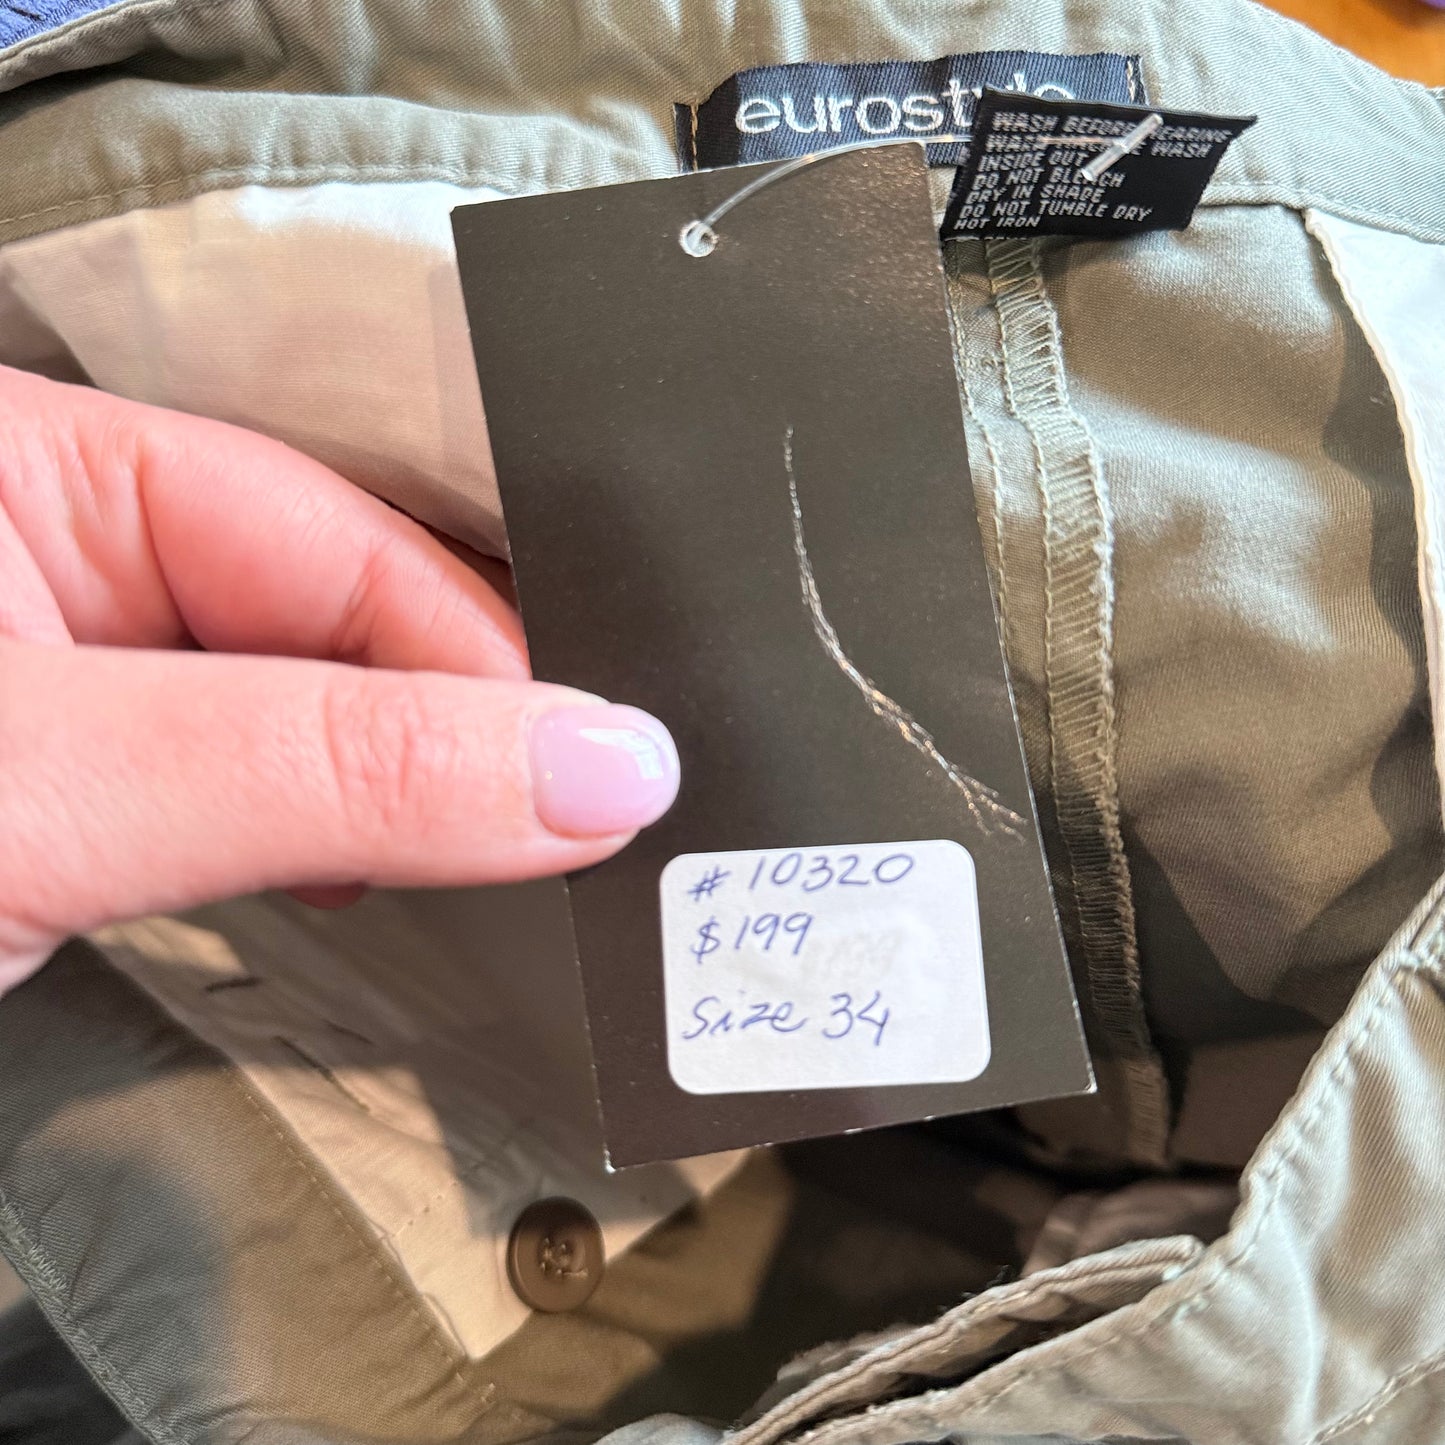 eurostyle
WASH BEFORE WEARING
WASH
INSIDE OUT
DO NOT BLEACH
DRY IN SHADE
DO NOT TUMBLE DRY
HOT IRON
# 10320
$199
Size 34